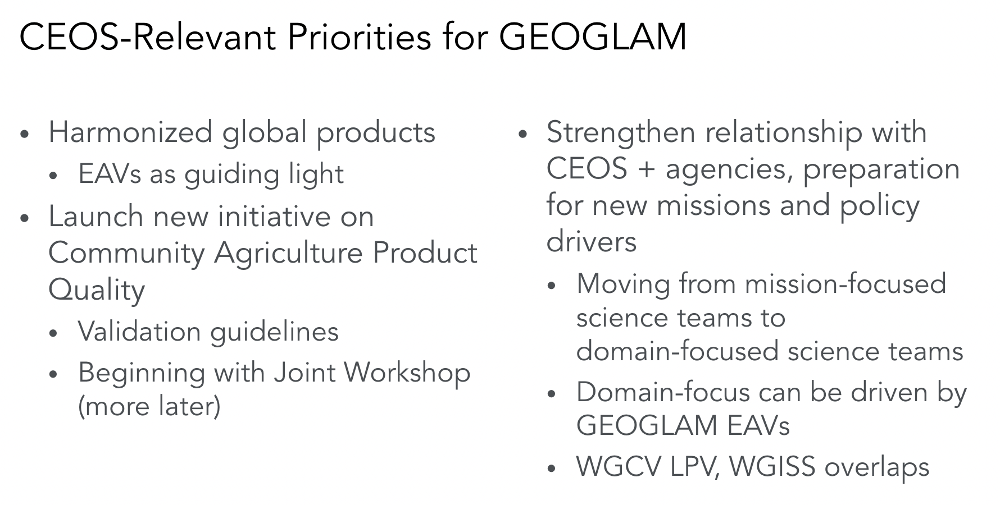 CEOS-Relevant Priorities for GEOGLAM
• Harmonized global products
• EAVs as guiding light
• Launch new initiative on
Community Agriculture Product
Quality
• Validation guidelines
• Beginning with Joint Workshop
(more later)
• Strengthen relationship with
CEOS + agencies, preparation
for new missions and policy
drivers
• Moving from mission-focused
science teams to
domain-focused science teams
• Domain-focus can be driven by
GEOGLAM EAVs
• WGCV LPV, WGISS overlaps